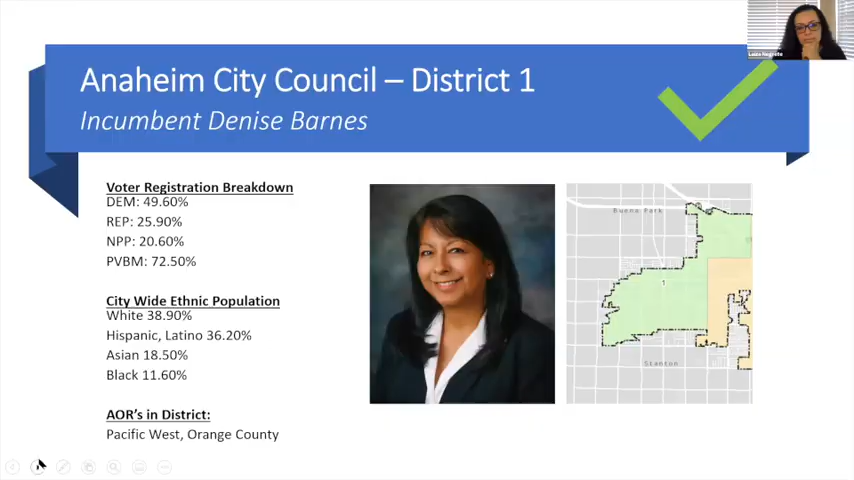 Anaheim City Council – District 1
Incumbent Denise Barnes
Voter Registration Breakdown
DEM: 49.60%
REP: 25.90%
NPP: 20.60%
PVBM: 72.50%
City Wide Ethnic Population
White 38.90%
Hispanic, Latino 36.20%
Asian 18.50%
Black 11.60%
AOR's in District:
Pacific West, Orange County
Buena Park
1
Stanton